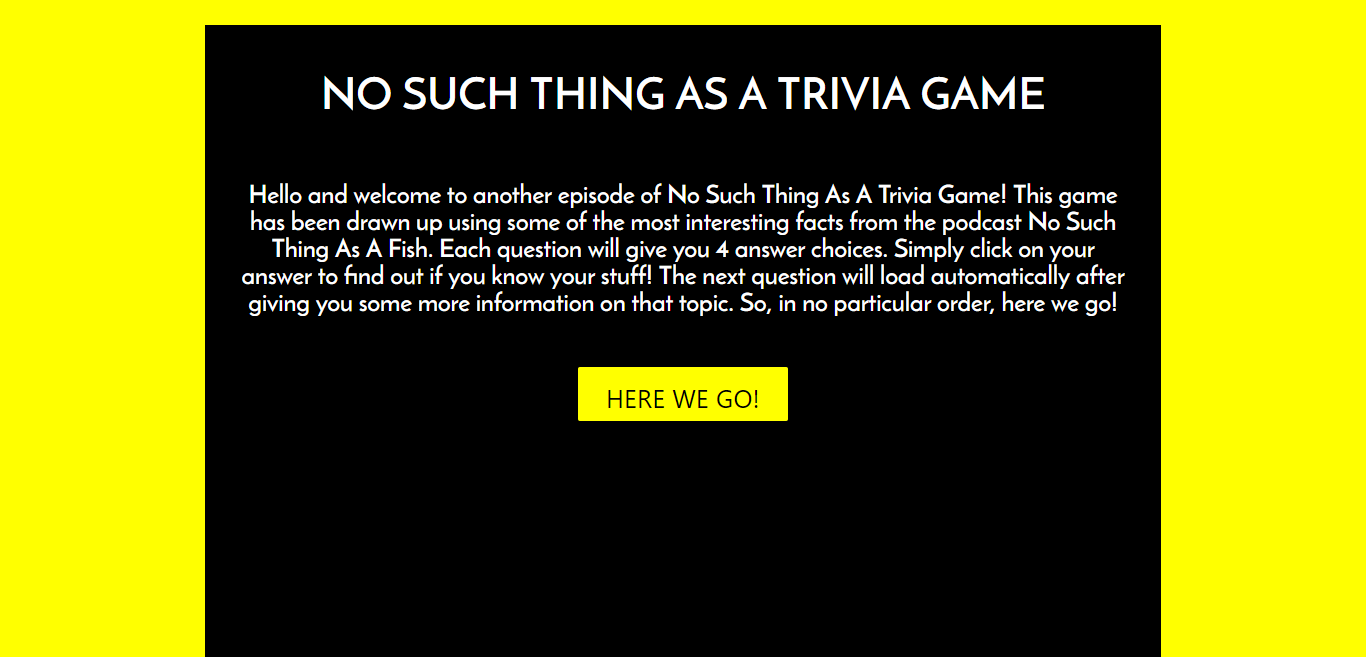 NO SUCH THING AS A TRIVIA GAME
Hello and welcome to another episode of No Such Thing As A Trivia Game! This game
has been drawn up using some of the most interesting facts from the podcast No Such
Thing As A Fish. Each question will give you 4 answer choices. Simply click on your
answer to find out if you know your stuff! The next question will load automatically after
giving you some more information on that topic. So, in no particular order, here we go!
HERE WE GO!